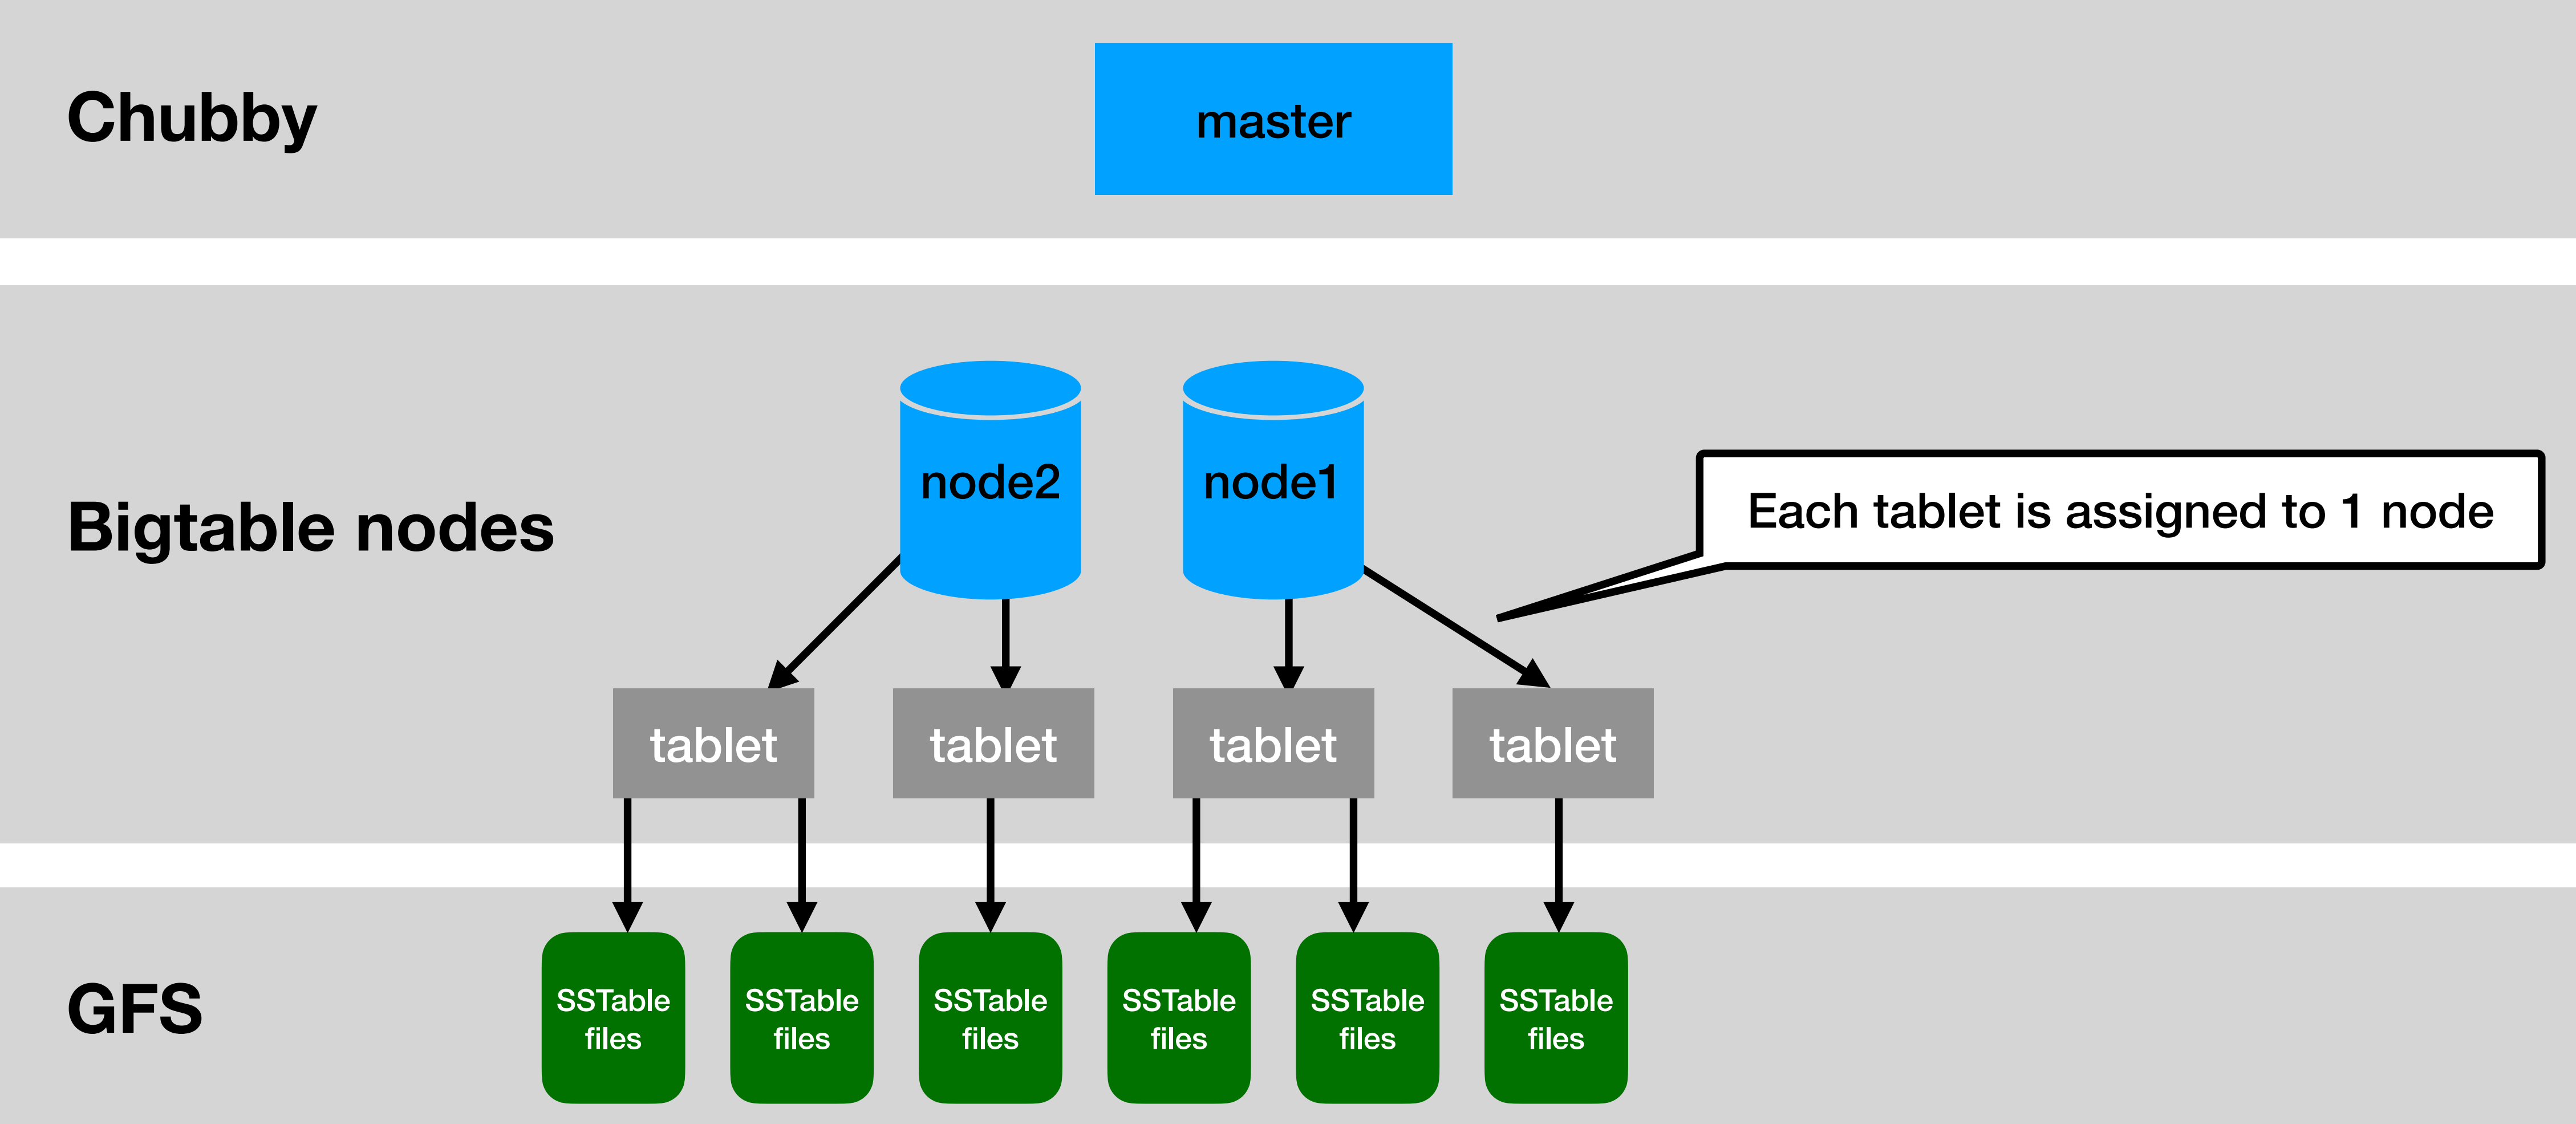 Chubby
master
Bigtable nodes
node2
node1
Each tablet is assigned to 1 node
tablet
tablet
tablet
tablet
GFS
SSTable
files
SSTable
files
SSTable
files
SSTable
files
SSTable
files
SSTable
files